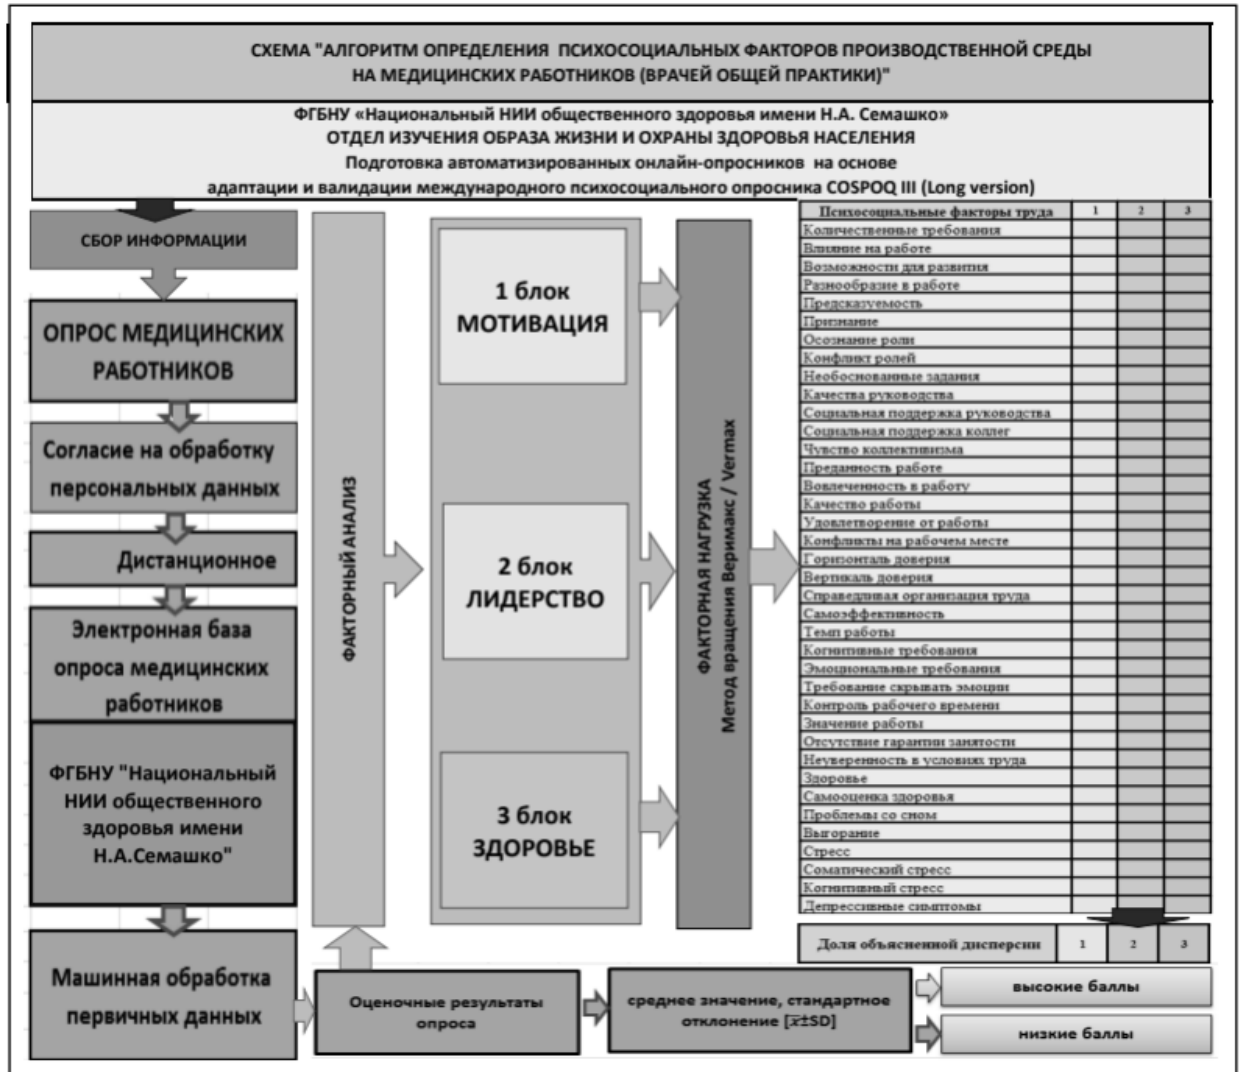 СХЕМА "АЛГОРИТМ ОПРЕДЕЛЕНИЯ ПСИХОСОЦИАЛЬНЫХ ФАКТОРОВ ПРОИЗВОДСТВЕННОЙ СРЕДЫ
НА МЕДИЦИНСКИХ РАБОТНИКОВ (ВРАЧЕЙ ОБЩЕЙ ПРАКТИКИ)"
ФГБНУ «Национальный НИИ общественного здоровья имени Н.А. Семашко»
ОТДЕЛ ИЗУЧЕНИЯ ОБРАЗА ЖИЗНИ И ОХРАНЫ ЗДОРОВЬЯ НАСЕЛЕНИЯ
Подготовка автоматизированных онлайн-опросников на основе
адаптации и валидации международного психосоциального опросника COSPOQ III (Long version)
СБОР ИНФОРМАЦИИ
ОПРОС МЕДИЦИНСКИХ
РАБОТНИКОВ
Согласие на обработку
персональных данных
Дистанционное
Электронная база
опроса медицинских
работников
ФГБНУ "Национальный
НИИ общественного
здоровья имени
Н.А.Семашко"
Машинная обработка
первичных данных
Оценочные результаты
опроса
среднее значение, стандартное
отклонение [x̅±SD]
высокие баллы
низкие баллы
ФАКТОРНЫЙ АНАЛИЗ
1 блок
МОТИВАЦИЯ
2 блок
ЛИДЕРСТВО
3 блок
ЗДОРОВЬЕ
ФАКТОРНАЯ НАГРУЗКА
Метод вращения Веримакс / Vermax
Психосоциальные факторы труда 1 2 3
Количественные требования
Влияние на работе
Возможности для развития
Разнообразие в работе
Предсказуемость
Признание
Осознание роли
Конфликт ролей
Необоснованные задания
Качества руководства
Социальная поддержка руководства
Социальная поддержка коллег
Чувство коллективизма
Преданность работе
Вовлеченность в работу
Качество работы
Удовлетворение от работы
Конфликты на рабочем месте
Горизонталь доверия
Вертикаль доверия
Справедливая организация труда
Самоэффективность
Темп работы
Когнитивные требования
Эмоциональные требования
Требование скрывать эмоции
Контроль рабочего времени
Значение работы
Отсутствие гарантии занятости
Неуверенность в условиях труда
Здоровье
Самооценка здоровья
Проблемы со сном
Выгорание
Стресс
Соматический стресс
Когнитивный стресс
Депрессивные симптомы
Доля объясненной дисперсии 1 2 3